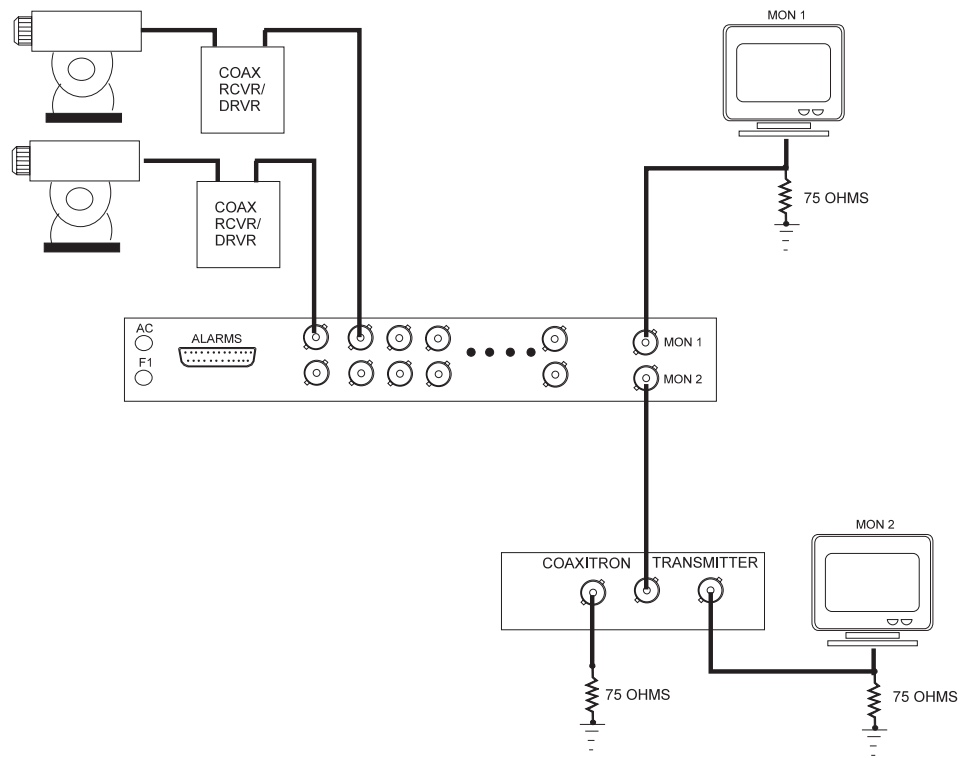 MON 1
COAX
RCVR/
DRVR
75 OHMS
COAX
RCVR/
DRVR
AC
ALARMS
F1
MON 1
MON 2
MON 2
COAXITRON TRANSMITTER
75 OHMS
75 OHMS